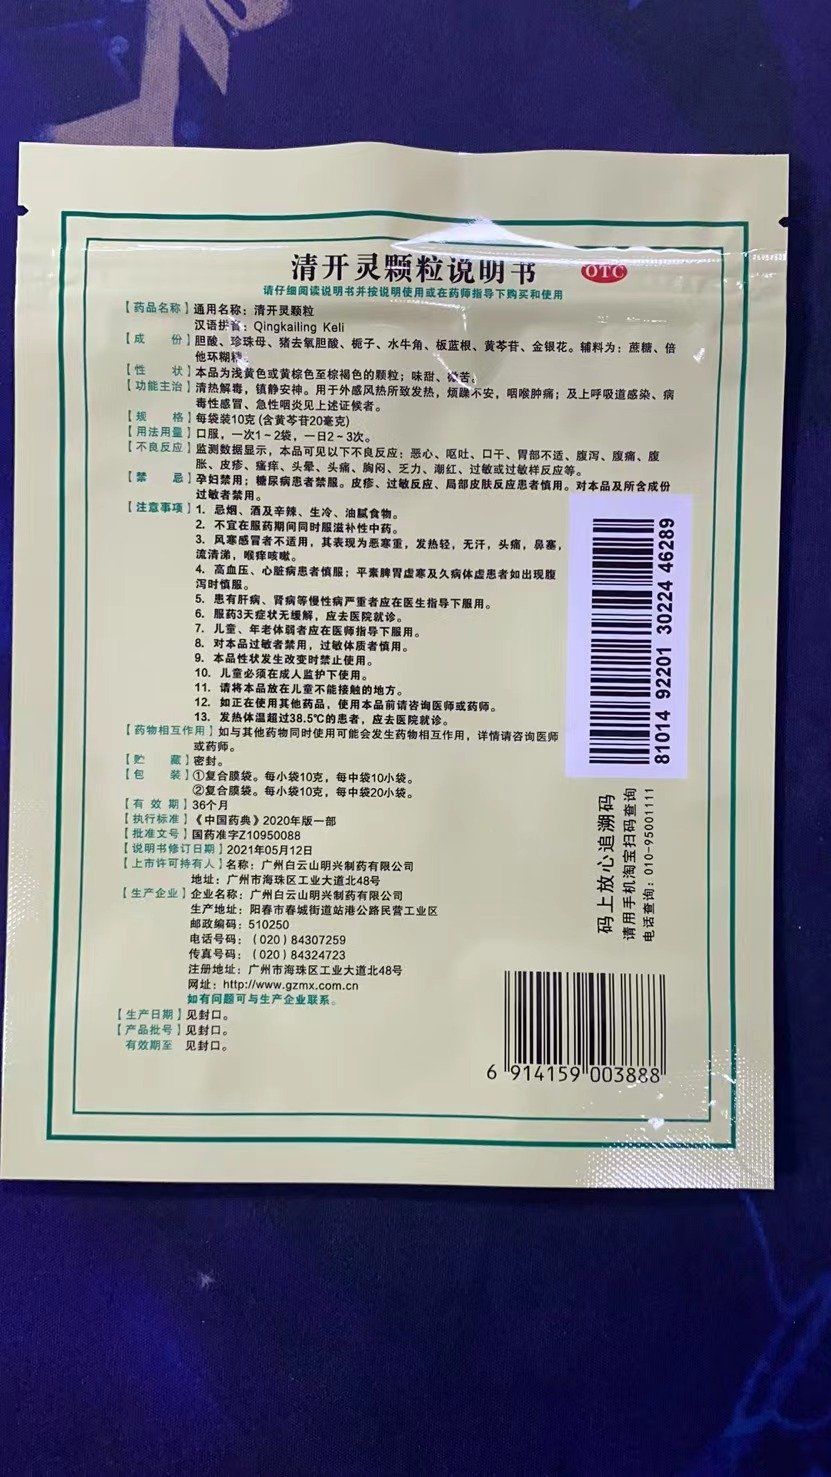 清开灵颗粒说明书
OTC
请仔细阅读说明书并按说明使用或在药师指导下购买和使用
【药品名称】通用名称：清开灵颗粒
汉语拼音：Qingkailing Keli
【成 份】胆酸、珍珠母、猪去氧胆酸、栀子、水牛角、板蓝根、黄芩苷、金银花。辅料为：蔗糖、倍
他环糊精。
【性 状】本品为浅黄色或黄棕色至棕褐色的颗粒；味甜、微苦。
【功能主治】清热解毒，镇静安神。用于外感风热所致发热，烦躁不安，咽喉肿痛；及上呼吸道感染、病
毒性感冒、急性咽炎见上述证候者。
【规 格】每袋装10克(含黄芩苷20毫克)
【用法用量】口服，一次1～2袋，一日2～3次。
【不良反应】监测数据显示，本品可见以下不良反应：恶心、呕吐、口干、胃部不适、腹泻、腹痛、腹
胀、皮疹、瘙痒、头晕、头痛、胸闷、乏力、潮红、过敏或过敏样反应等。
【禁 忌】孕妇禁用；糖尿病患者禁服。皮疹、过敏反应、局部皮肤反应患者慎用。对本品及所含成份
过敏者禁用。
【注意事项】1. 忌烟、酒及辛辣、生冷、油腻食物。
2. 不宜在服药期间同时服滋补性中药。
3. 风寒感冒者不适用，其表现为恶寒重，发热轻，无汗，头痛，鼻塞，
流清涕，喉痒咳嗽。
4. 高血压、心脏病患者慎服；平素脾胃虚寒及久病体虚患者如出现腹
泻时慎服。
5. 患有肝病、肾病等慢性病严重者应在医生指导下服用。
6. 服药3天症状无缓解，应去医院就诊。
7. 儿童、年老体弱者应在医师指导下服用。
8. 对本品过敏者禁用，过敏体质者慎用。
9. 本品性状发生改变时禁止使用。
10. 儿童必须在成人监护下使用。
11. 请将本品放在儿童不能接触的地方。
12. 如正在使用其他药品，使用本品前请咨询医师或药师。
13. 发热体温超过38.5℃的患者，应去医院就诊。
【药物相互作用】如与其他药物同时使用可能会发生药物相互作用，详情请咨询医师
或药师。
【贮 藏】密封。
【包 装】①复合膜袋。每小袋10克，每中袋10小袋。
②复合膜袋。每小袋10克，每中袋20小袋。
【有 效 期】36个月
【执行标准】《中国药典》2020年版一部
【批准文号】国药准字Z10950088
【说明书修订日期】2021年05月12日
【上市许可持有人】名称：广州白云山明兴制药有限公司
地址：广州市海珠区工业大道北48号
【生产企业】企业名称：广州白云山明兴制药有限公司
生产地址：阳春市春城街道站港公路民营工业区
邮政编码：510250
电话号码：（020）84307259
传真号码：（020）84324723
注册地址：广州市海珠区工业大道北48号
网址：http://www.gzmx.com.cn
如有问题可与生产企业联系。
【生产日期】见封口。
【产品批号】见封口。
有效期至 见封口。
81014 92201 30224 46289
码上放心追溯码
请用手机淘宝扫码查询
电话查询：010-95001111
6 914159 003888